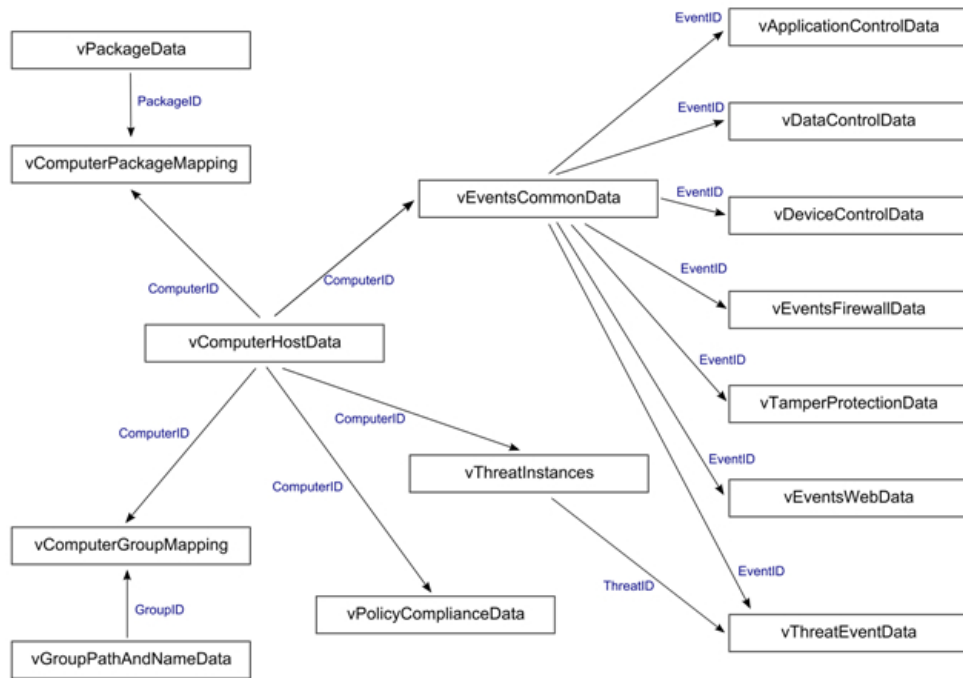 EventID
vApplicationControlData
vPackageData
PackageID
EventID
vDataControlData
vComputerPackageMapping
vEventsCommonData
EventID
vDeviceControlData
ComputerID
ComputerID
EventID
vEventsFirewallData
vComputerHostData
EventID
vTamperProtectionData
ComputerID
ComputerID
vThreatInstances
EventID
vEventsWebData
ComputerID
vComputerGroupMapping
EventID
ThreatID
GroupID
vPolicyComplianceData
vThreatEventData
vGroupPathAndNameData